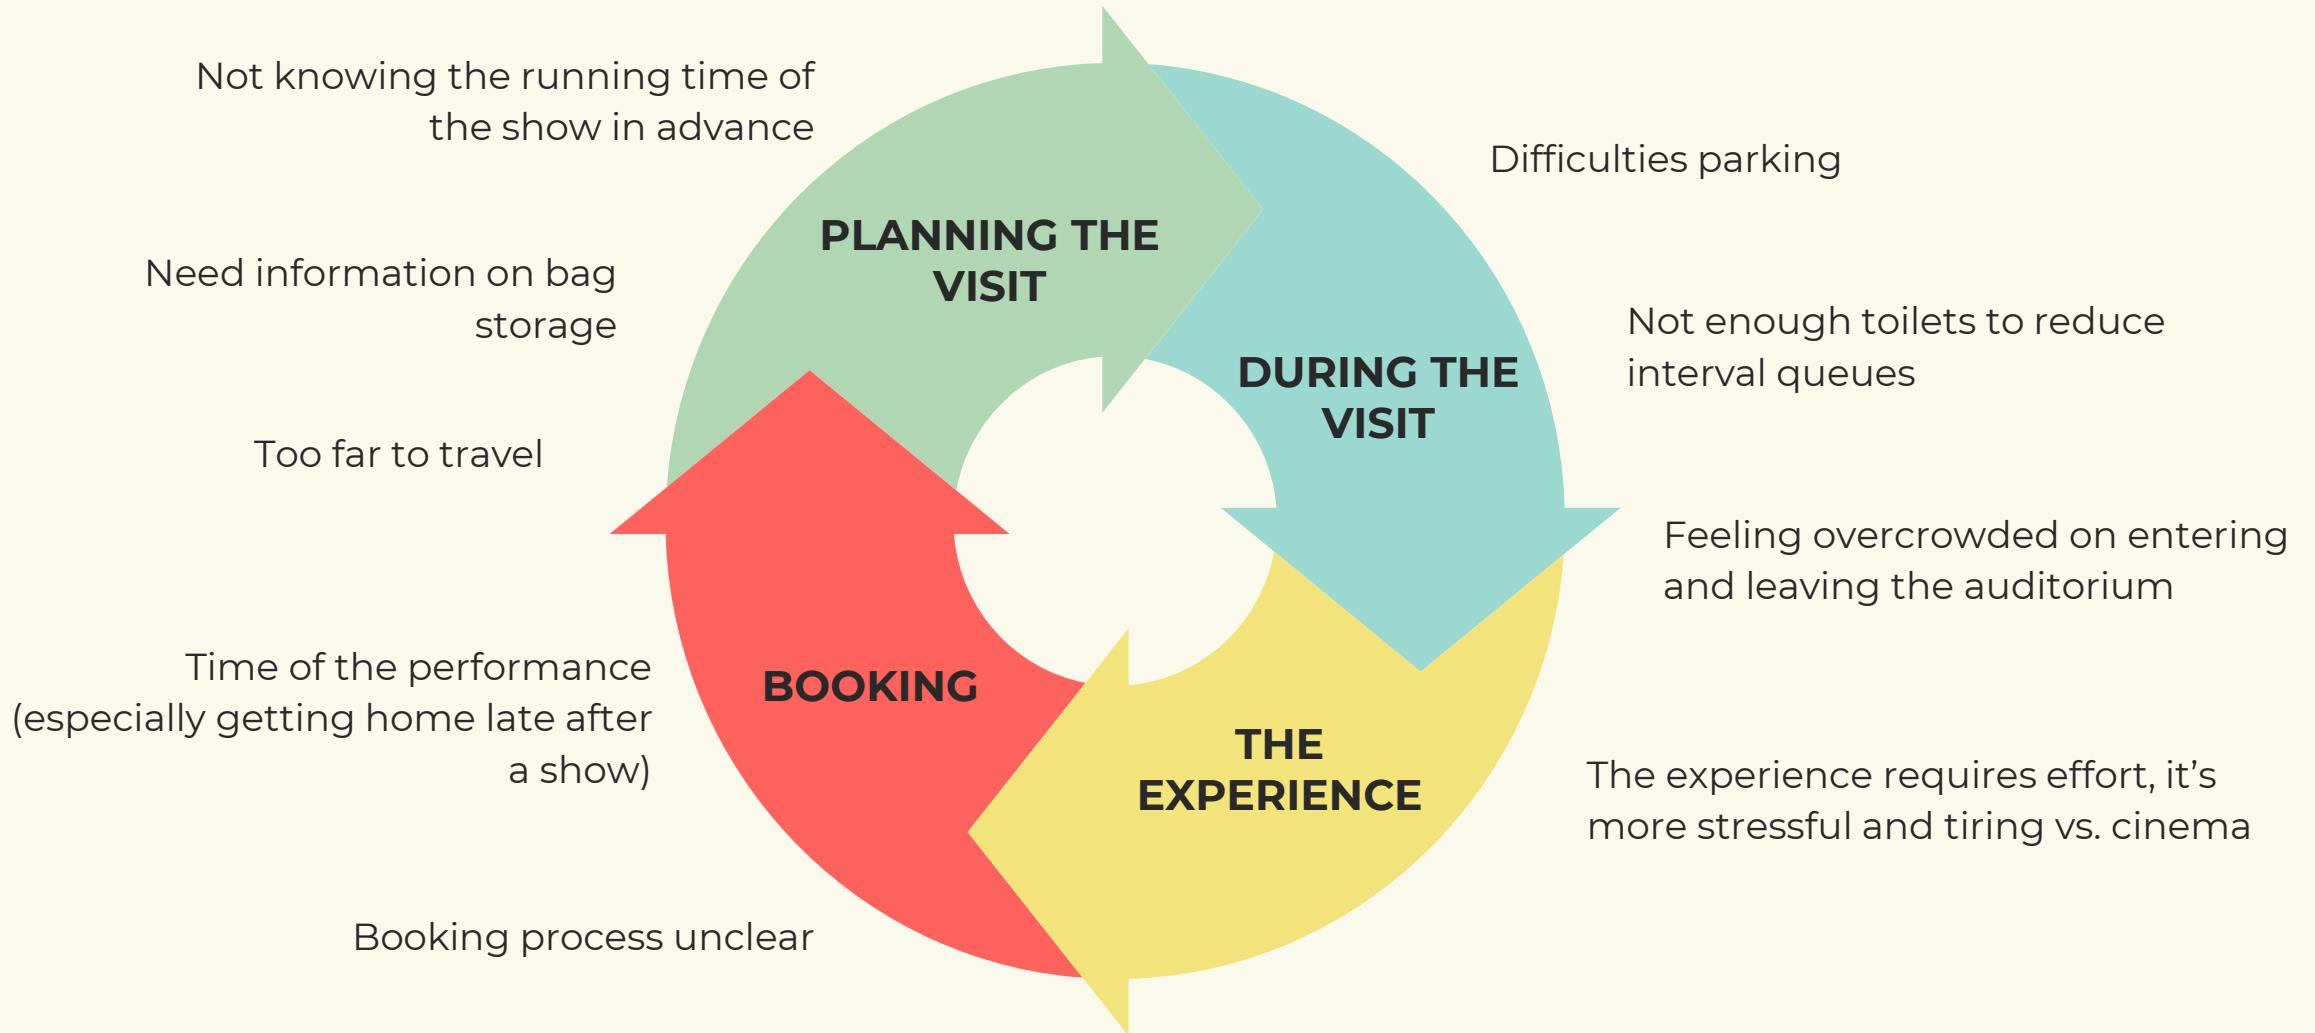 Not knowing the running time of
the show in advance
Need information on bag
storage
Too far to travel
Time of the performance
(especially getting home late after
a show)
Booking process unclear
PLANNING THE
VISIT
DURING THE
VISIT
BOOKING
THE
EXPERIENCE
Difficulties parking
Not enough toilets to reduce
interval queues
Feeling overcrowded on entering
and leaving the auditorium
The experience requires effort, it’s
more stressful and tiring vs. cinema